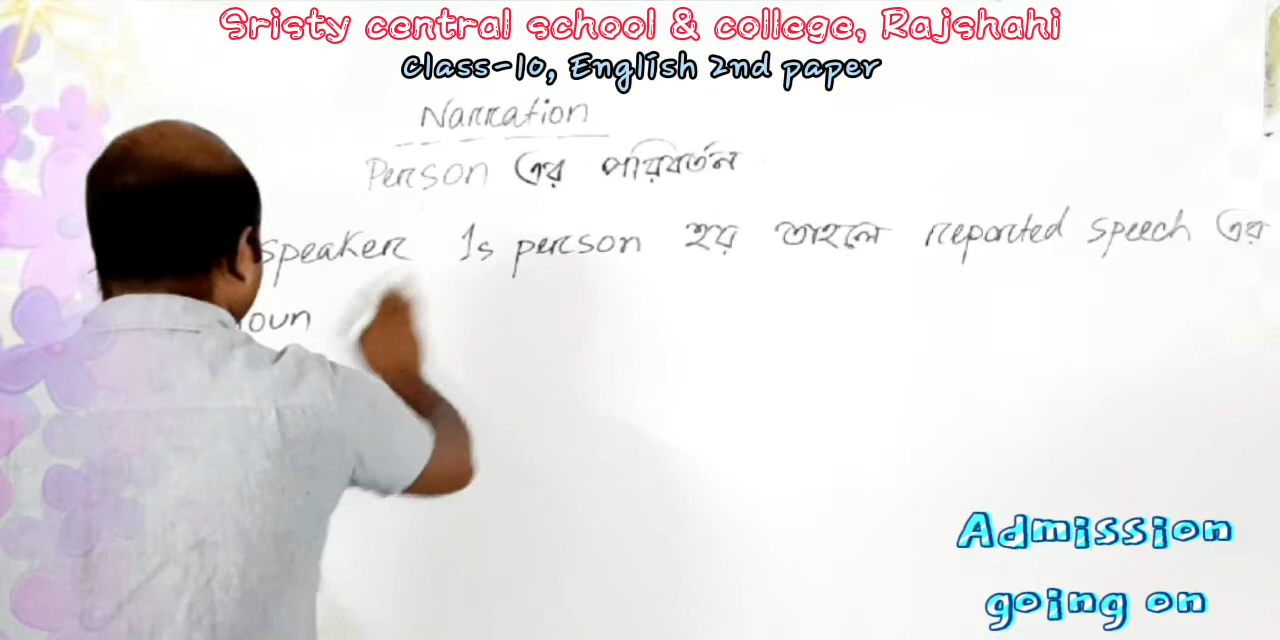 Sristy central school & college, Rajshahi
Class-10, English 2nd paper
Narration
Person এর পরিবর্তন
speaker 1s person হয় তাহলে reported speech এর
oun
Admission
going on